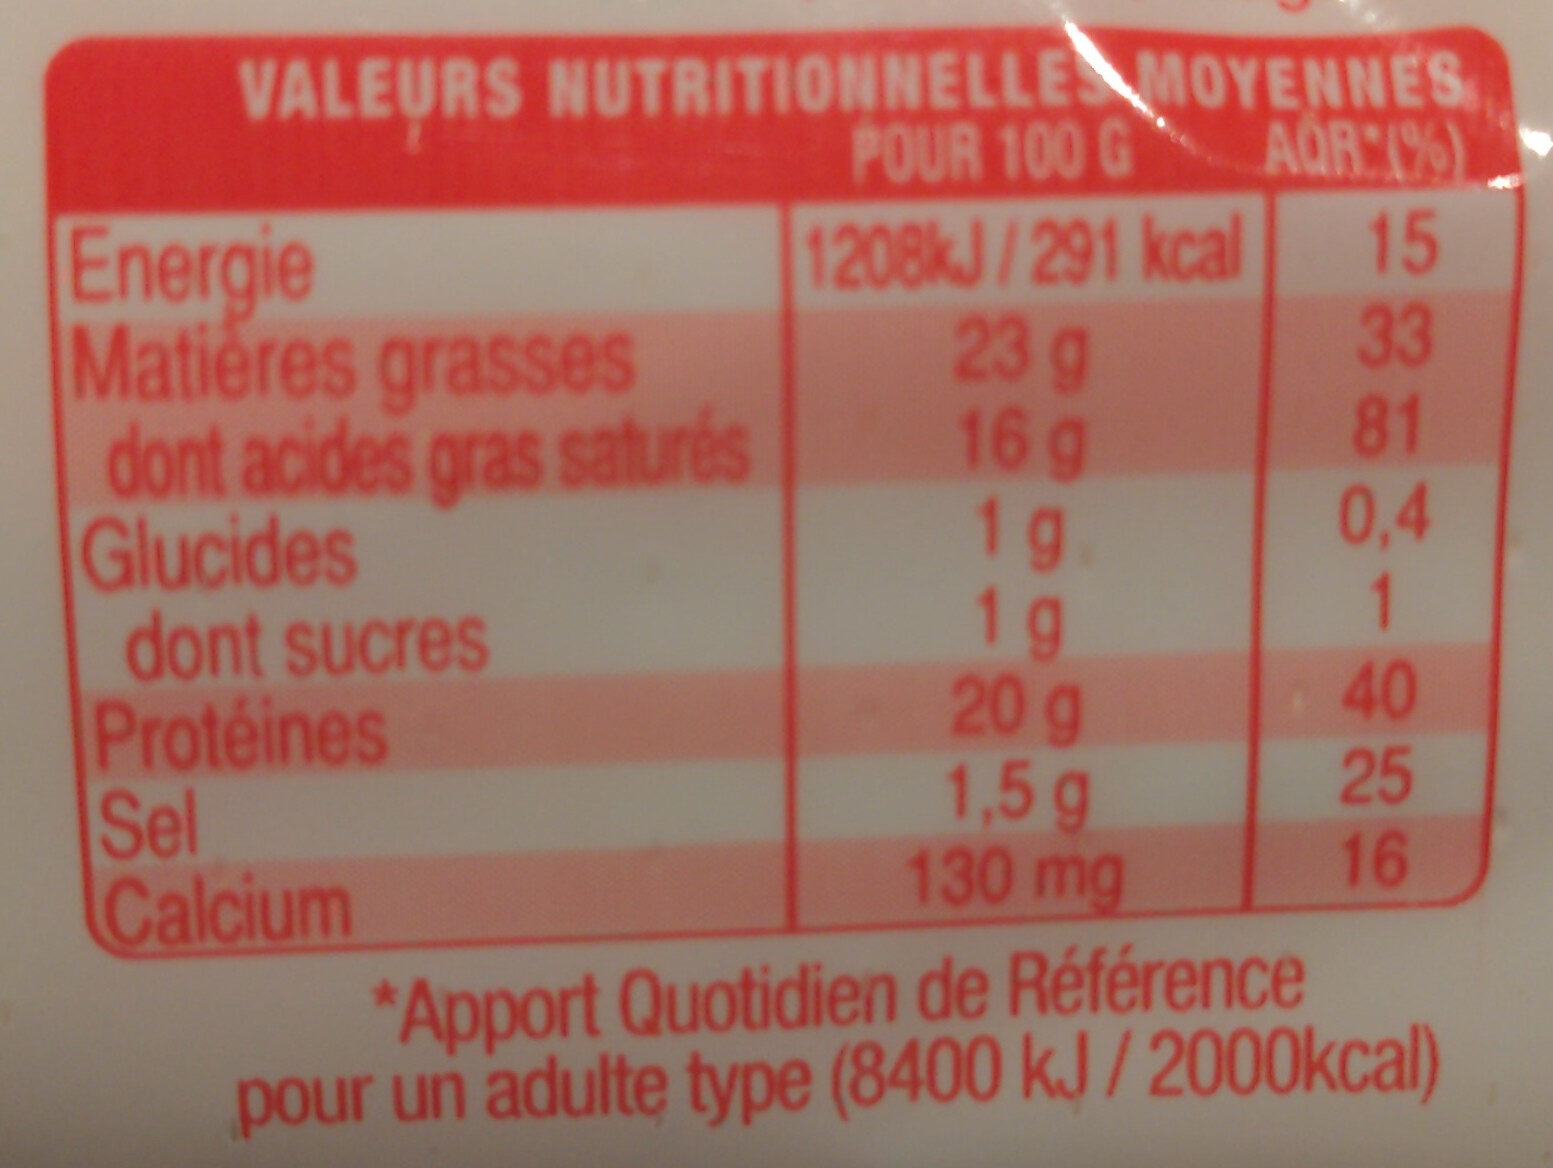 VALEURS NUTRITIONNELLES MOYENNES
POUR 100 G AQR*(%)
Energie 1208kJ / 291 kcal 15
Matières grasses 23 g 33
dont acides gras saturés 16 g 81
Glucides 1 g 0,4
dont sucres 1 g 1
Protéines 20 g 40
Sel 1,5 g 25
Calcium 130 mg 16
*Apport Quotidien de Référence
pour un adulte type (8400 kJ / 2000kcal)